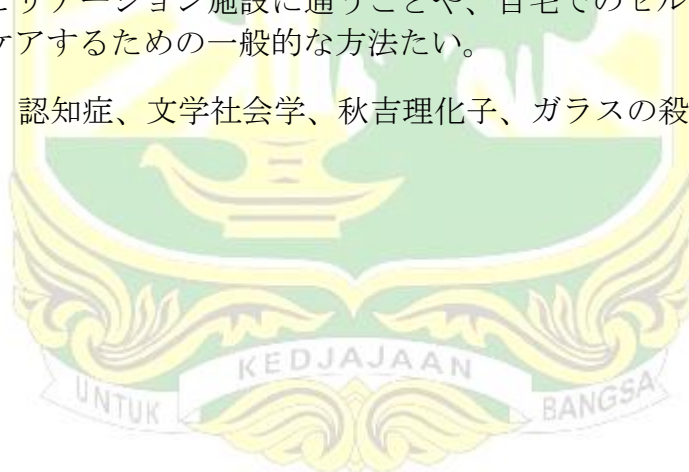 リテーション施設に通うことや、自宅でのセル
ケアするための一般的な方法たい。
認知症、文学社会学、秋吉理化子、ガラスの殺
UNTUK KEDJAJAAN BANGSA